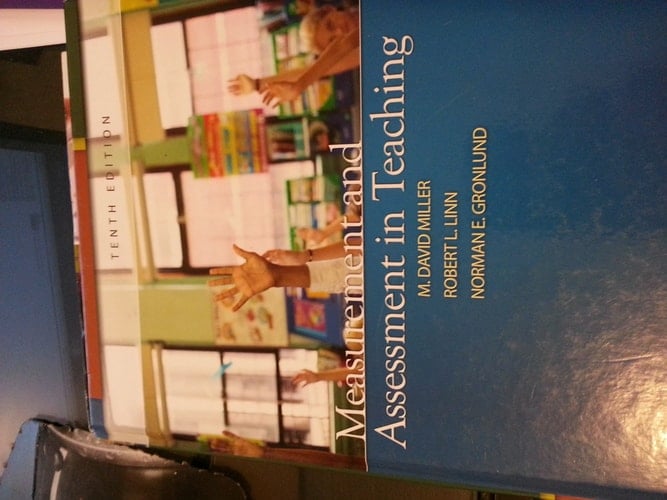 TENTH EDITION
Measurement and
Assessment in Teaching
M. DAVID MILLER
ROBERT L. LINN
NORMAN E. GRONLUND